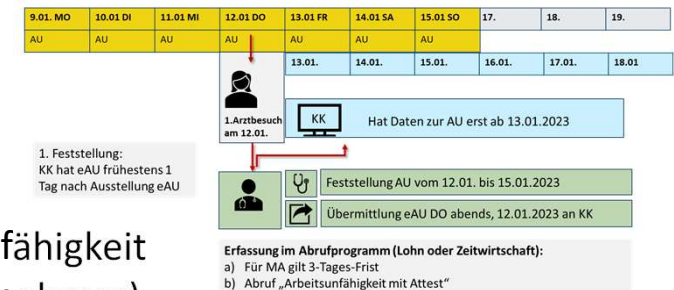 9.01. MO 10.01 DI 11.01 MI 12.01 DO 13.01 FR 14.01 SA 15.01 SO 17. 18. 19.
AU AU AU AU AU AU AU
13.01. 14.01. 15.01. 16.01. 17.01. 18.01
1.Arztbesuch
am 12.01.
KK
Hat Daten zur AU erst ab 13.01.2023
1. Feststellung:
KK hat eAU frühestens 1
Tag nach Ausstellung eAU
Feststellung AU vom 12.01. bis 15.01.2023
Übermittlung eAU DO abends, 12.01.2023 an KK
fähigkeit
Erfassung im Abrufprogramm (Lohn oder Zeitwirtschaft):
a) Für MA gilt 3-Tages-Frist
b) Abruf „Arbeitsunfähigkeit mit Attest"